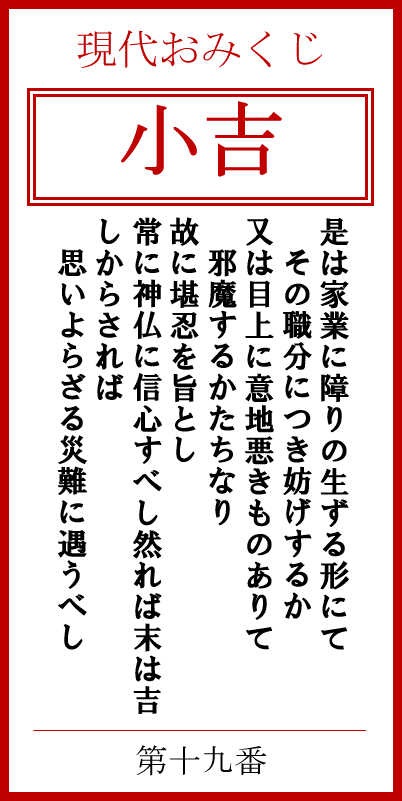 現代おみくじ
小吉
是は家業に障りの生ずる形にて
その職分につき妨げするか
又は目上に意地悪きものありて
邪魔するかたちなり
故に堪忍を旨とし
常に神仏に信心すべし然れば末は吉
しからされば
思いよらざる災難に遇うべし
第十九番